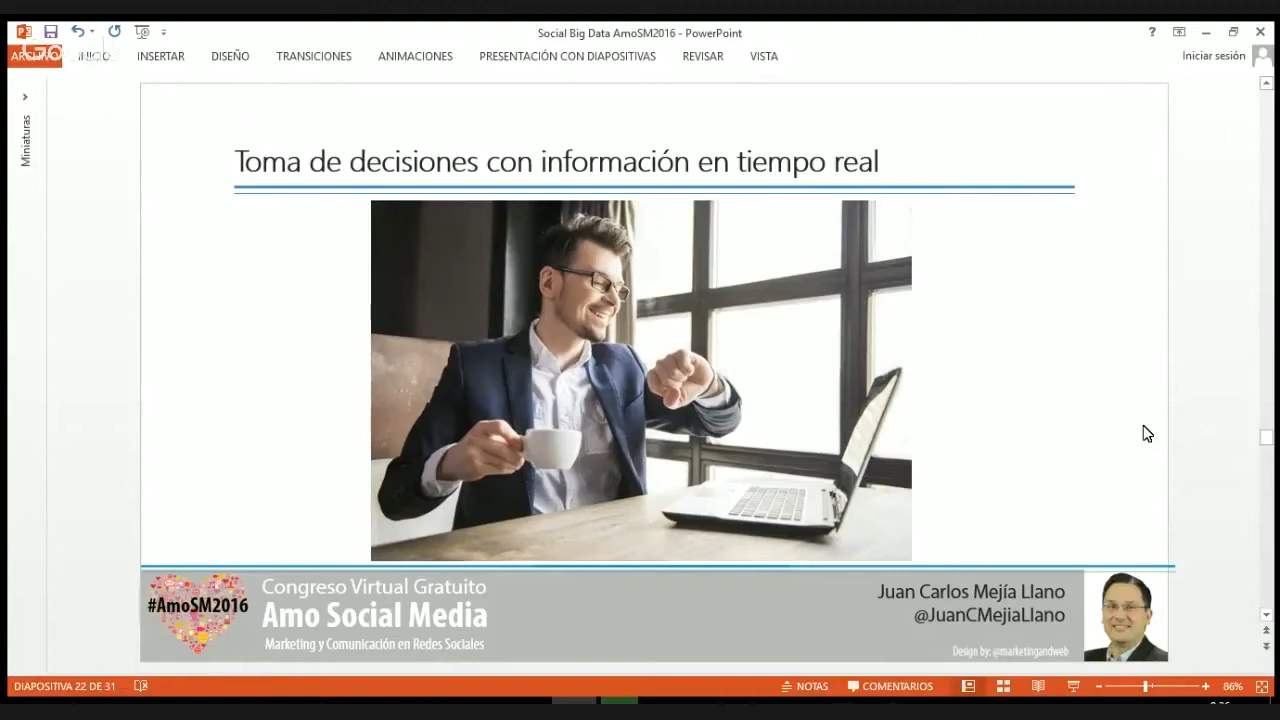 Social Big Data AmoSM2016 - PowerPoint
?
ARCHIVO INICIO INSERTAR DISEÑO TRANSICIONES ANIMACIONES PRESENTACIÓN CON DIAPOSITIVAS REVISAR VISTA Iniciar sesión
Miniaturas
Toma de decisiones con información en tiempo real
#AmoSM2016
Congreso Virtual Gratuito
Amo Social Media
Marketing y Comunicación en Redes Sociales
Juan Carlos Mejía Llano
@JuanCMejiaLlano
Design by: @marketingandweb
DIAPOSITIVA 22 DE 31 NOTAS COMENTARIOS 86%